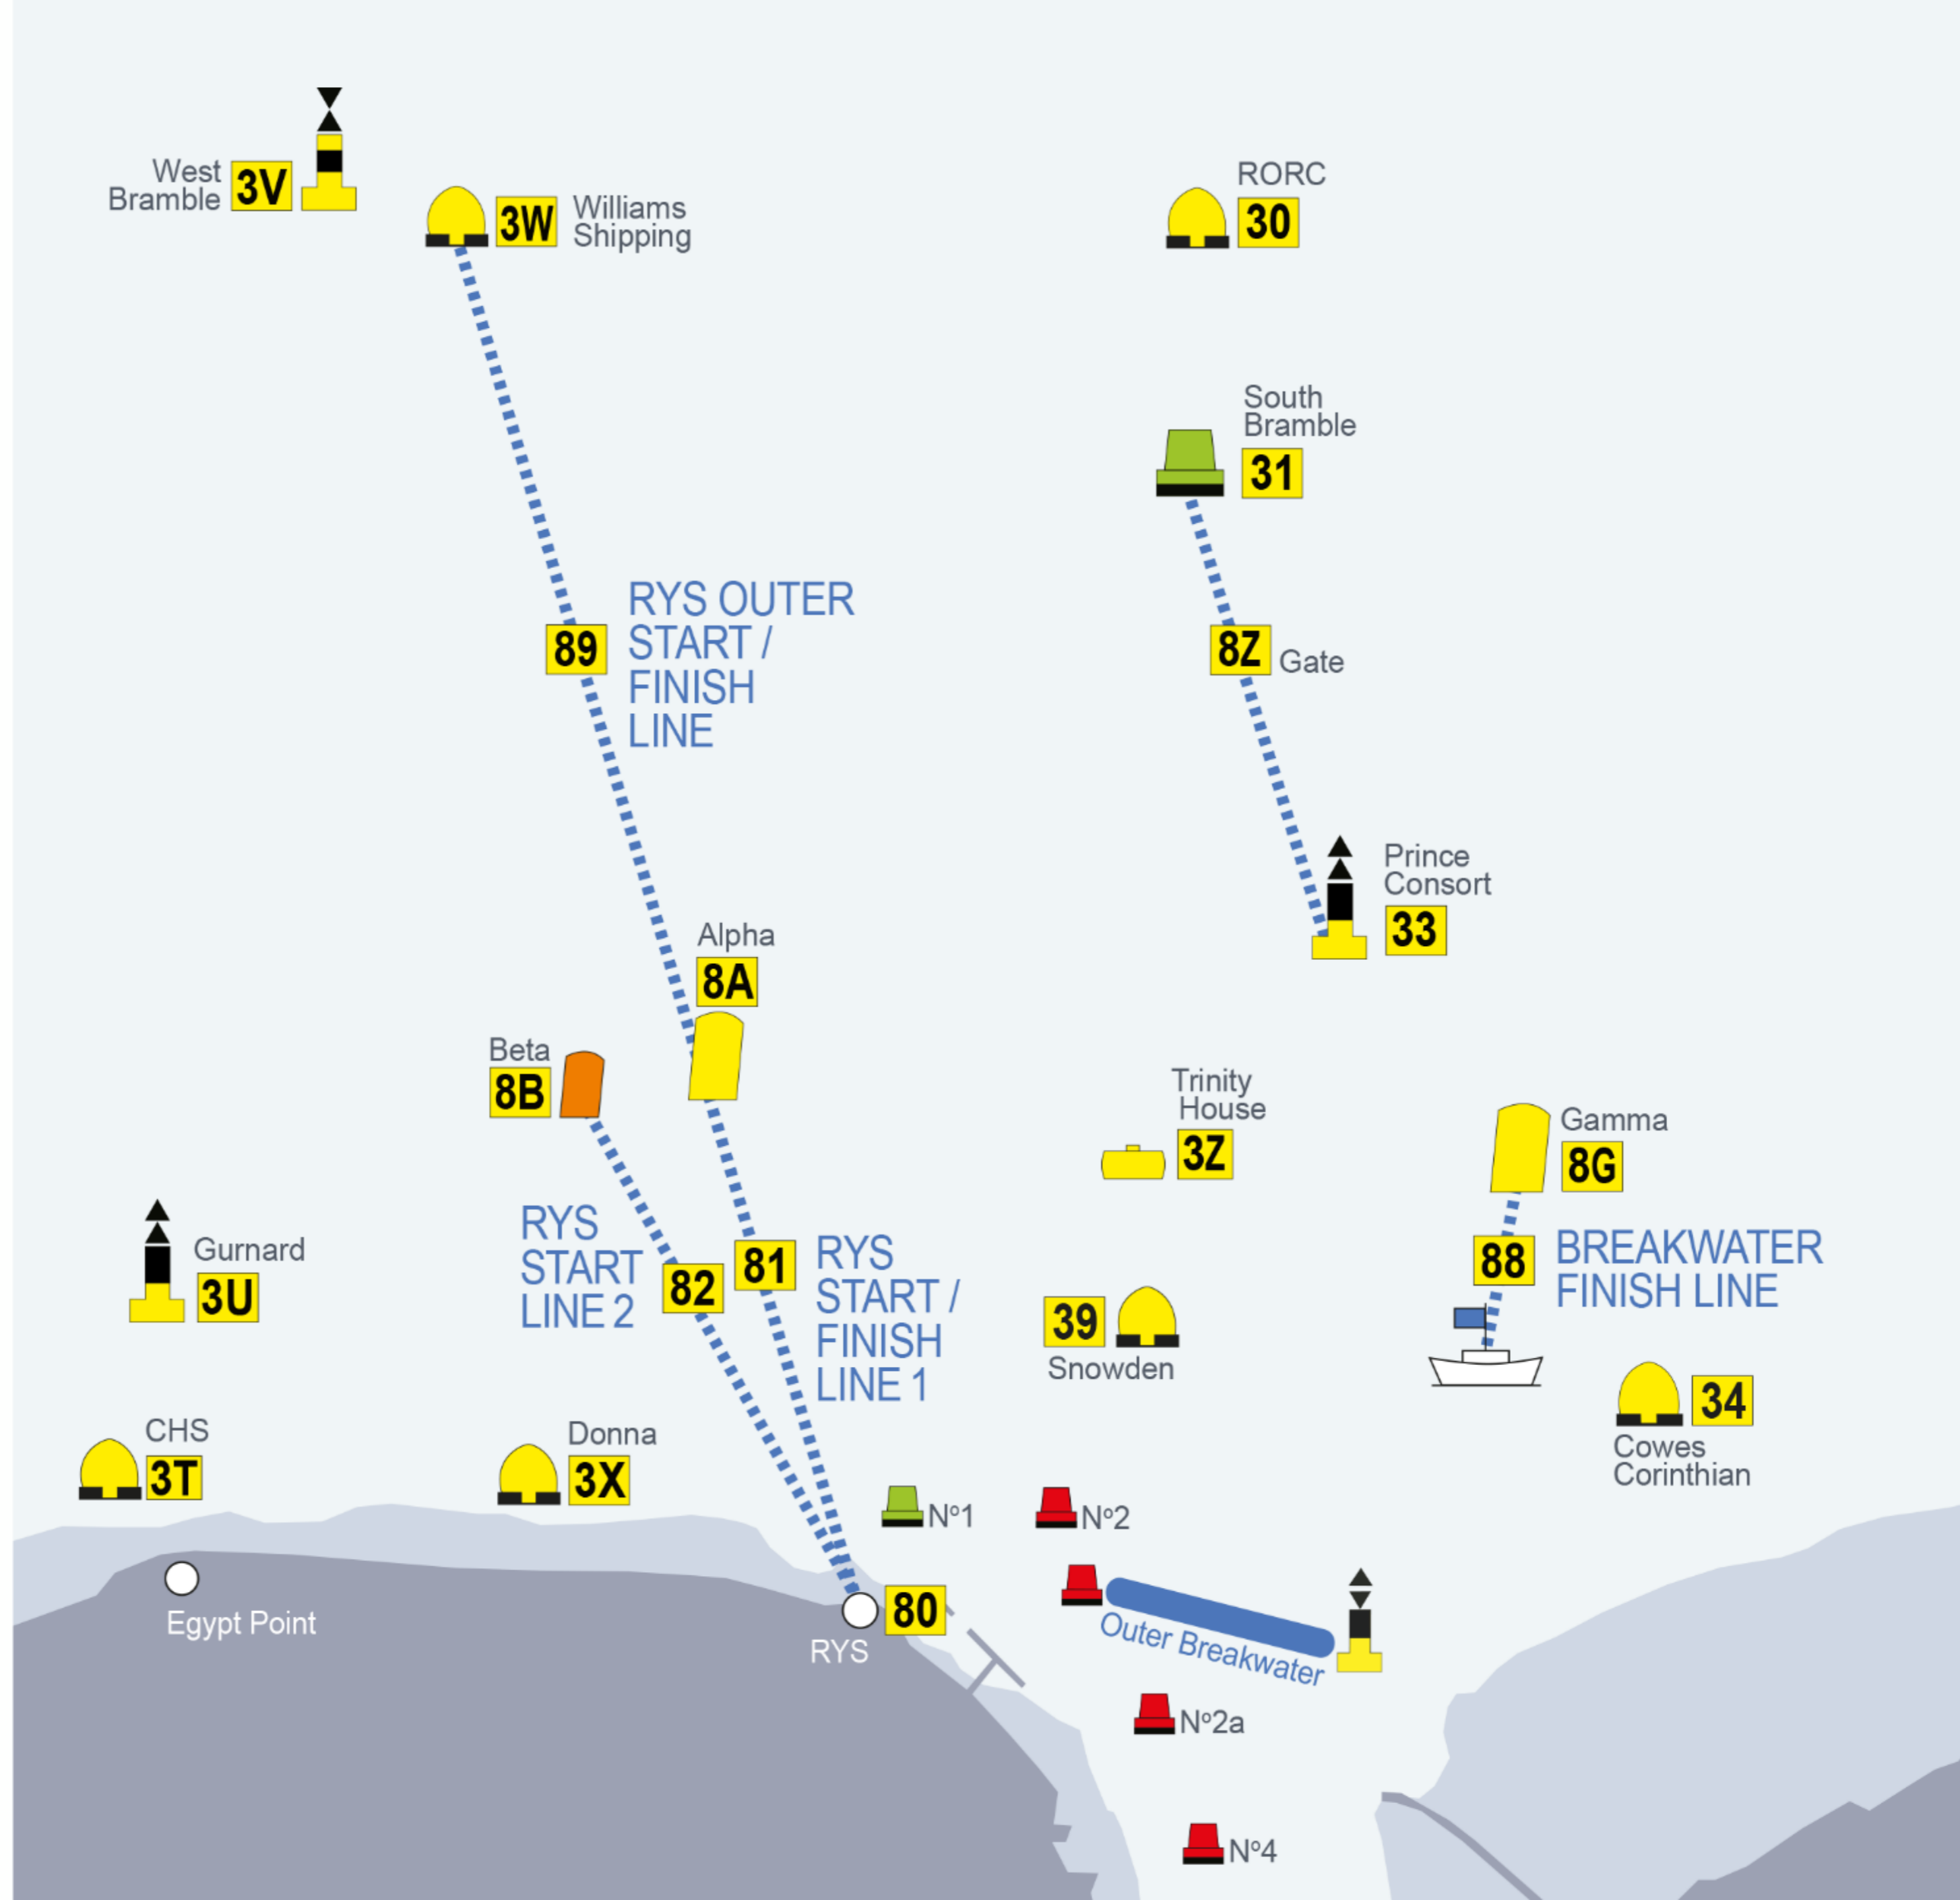 West
Bramble
3V
3W
Williams
Shipping
RORC
30
South
Bramble
31
RYS OUTER
START /
FINISH
LINE
89
8Z
Gate
Prince
Consort
33
Alpha
8A
Beta
8B
Trinity
House
3Z
Gamma
8G
Gurnard
3U
RYS
START
LINE 2
82
81
RYS
START /
FINISH
LINE 1
88
BREAKWATER
FINISH LINE
39
Snowden
34
Cowes
Corinthian
CHS
3T
Donna
3X
Nº1
Nº2
Egypt Point
80
RYS
Outer Breakwater
Nº2a
Nº4